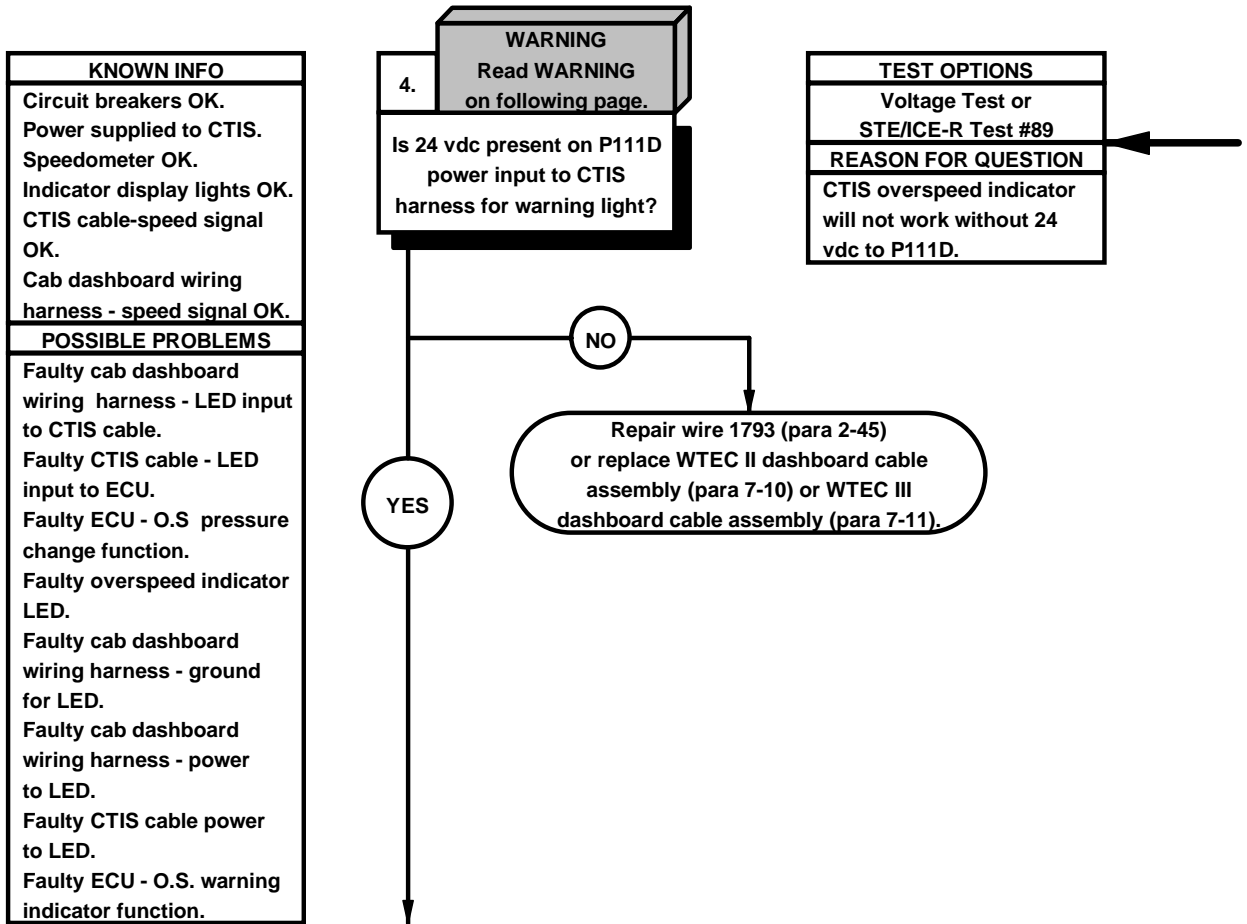 KNOWN INFO
Circuit breakers OK.
Power supplied to CTIS.
Speedometer OK.
Indicator display lights OK.
CTIS cable-speed signal
OK.
Cab dashboard wiring
harness - speed signal OK.
POSSIBLE PROBLEMS
Faulty cab dashboard
wiring harness - LED input
to CTIS cable.
Faulty CTIS cable - LED
input to ECU.
Faulty ECU - O.S pressure
change function.
Faulty overspeed indicator
LED.
Faulty cab dashboard
wiring harness - ground
for LED.
Faulty cab dashboard
wiring harness - power
to LED.
Faulty CTIS cable power
to LED.
Faulty ECU - O.S. warning
indicator function.
WARNING
Read WARNING
on following page.
4.
Is 24 vdc present on P111D
power input to CTIS
harness for warning light?
NO
Repair wire 1793 (para 2-45)
or replace WTEC II dashboard cable
assembly (para 7-10) or WTEC III
dashboard cable assembly (para 7-11).
YES
TEST OPTIONS
Voltage Test or
STE/ICE-R Test #89
REASON FOR QUESTION
CTIS overspeed indicator
will not work without 24
vdc to P111D.